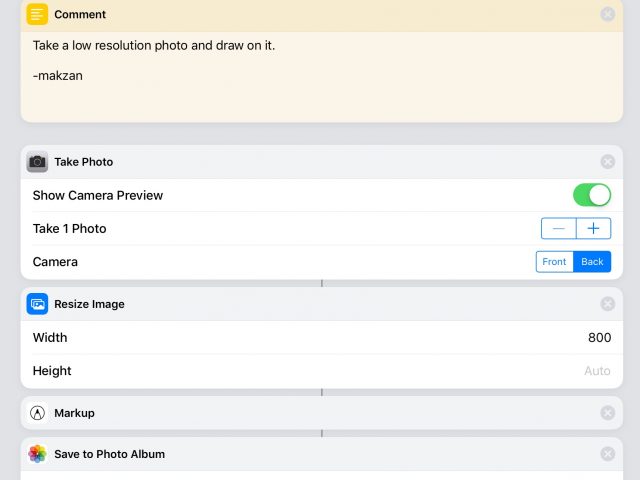 Comment
Take a low resolution photo and draw on it.
-makzan
Take Photo
Show Camera Preview
Take 1 Photo
Camera Front Back
Resize Image
Width 800
Height Auto
Markup
Save to Photo Album